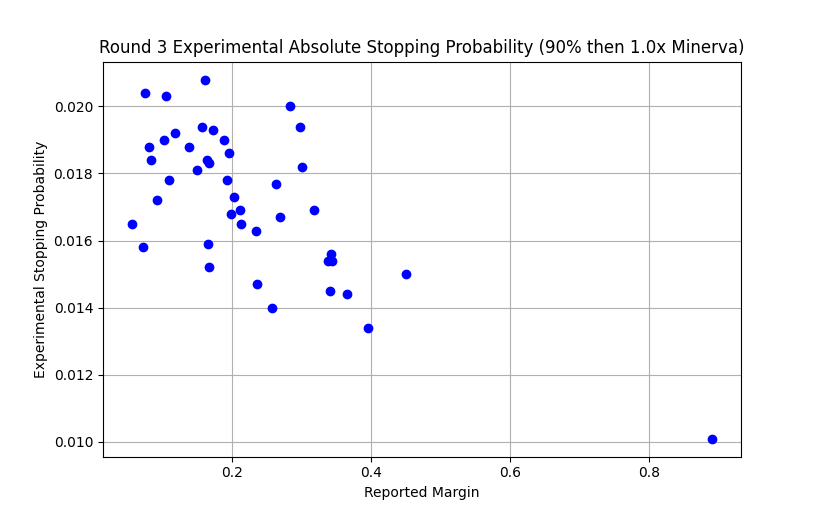 Round 3 Experimental Absolute Stopping Probability (90% then 1.0x Minerva)
Experimental Stopping Probability
0.020
0.018
0.016
0.014
0.012
0.010
0.2 0.4 0.6 0.8
Reported Margin